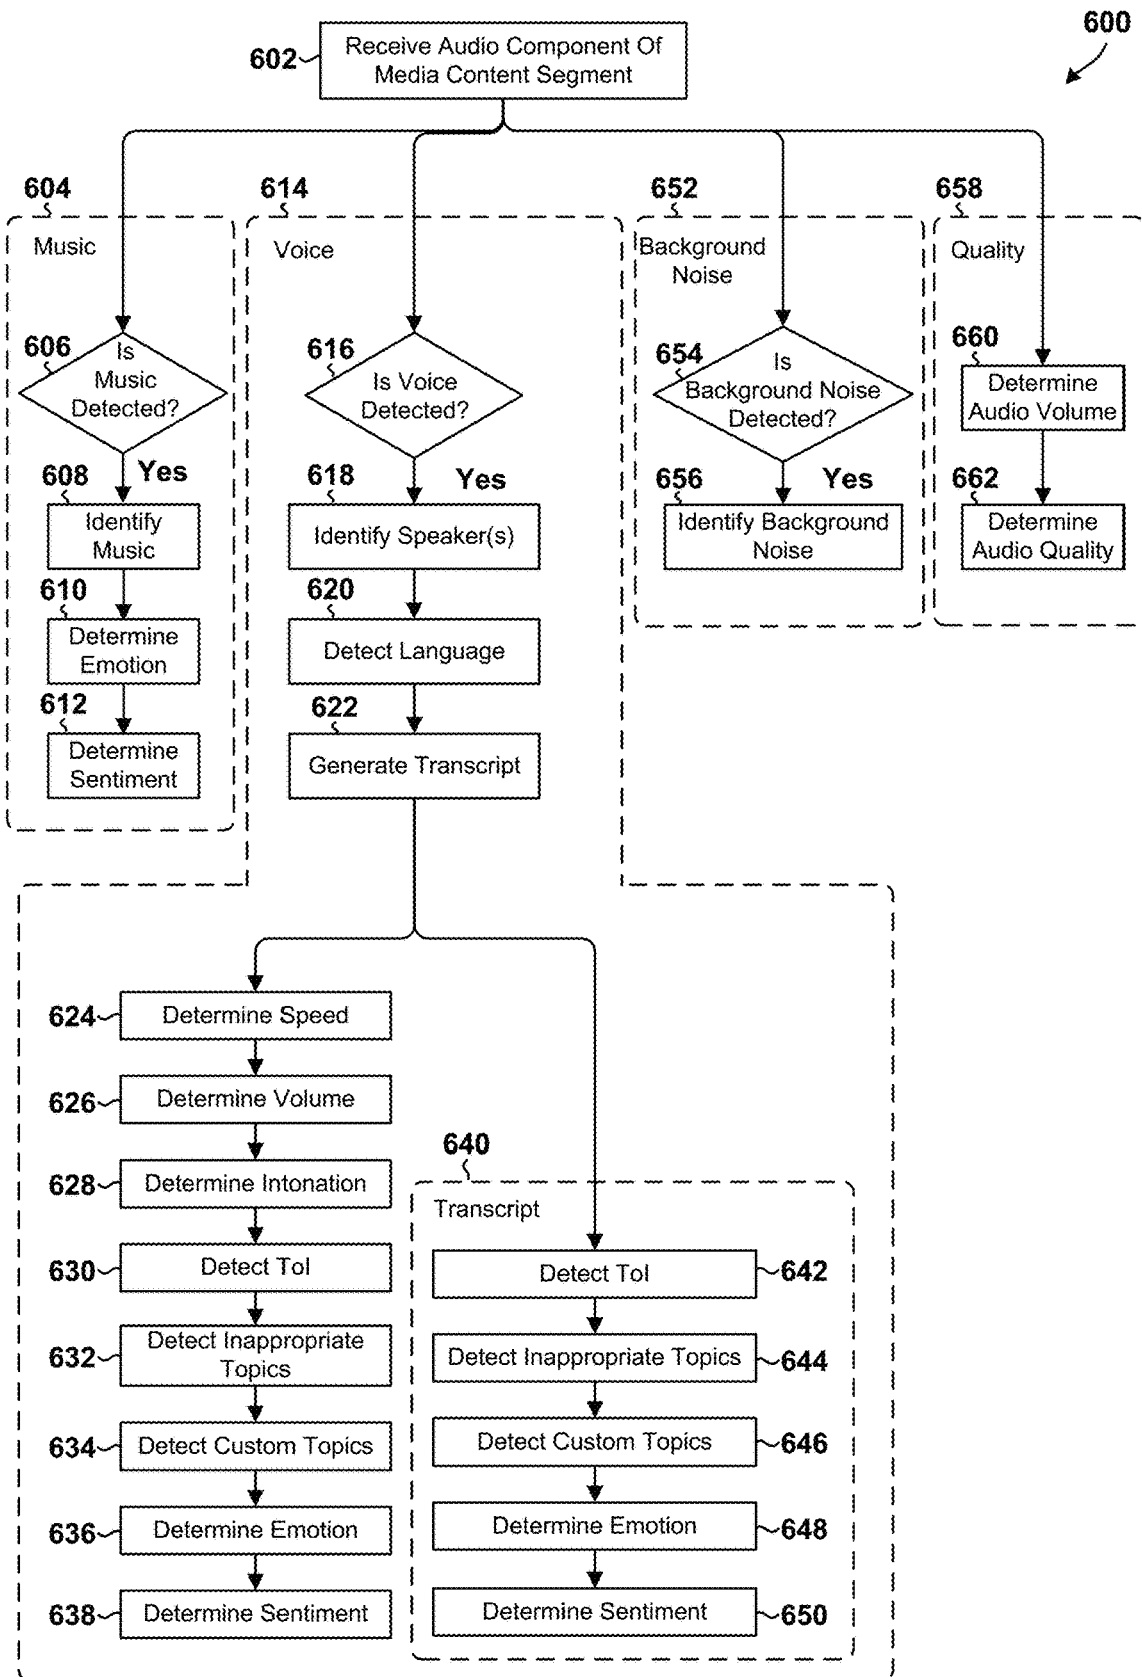 600
602
Receive Audio Component Of
Media Content Segment
604
Music
606
Is
Music
Detected?
Yes
608
Identify
Music
610
Determine
Emotion
612
Determine
Sentiment
614
Voice
616
Is Voice
Detected?
Yes
618
Identify Speaker(s)
620
Detect Language
622
Generate Transcript
624
Determine Speed
626
Determine Volume
628
Determine Intonation
630
Detect ToI
632
Detect Inappropriate
Topics
634
Detect Custom Topics
636
Determine Emotion
638
Determine Sentiment
640
Transcript
Detect ToI
642
Detect Inappropriate Topics
644
Detect Custom Topics
646
Determine Emotion
648
Determine Sentiment
650
652
Background
Noise
654
Is
Background Noise
Detected?
Yes
656
Identify Background
Noise
658
Quality
660
Determine
Audio Volume
662
Determine
Audio Quality